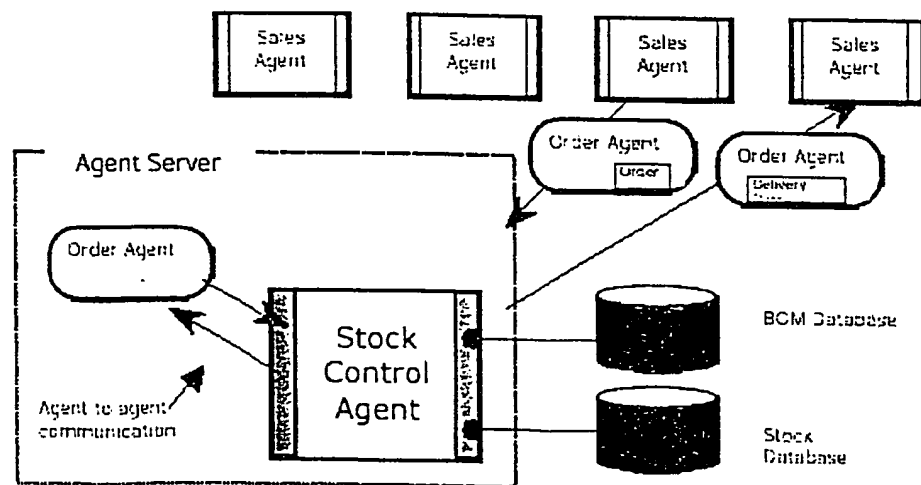 Sales
Agent
Sales
Agent
Sales
Agent
Sales
Agent
Order Agent
Order
Order Agent
Delivery
Agent Server
Order Agent
Stock
Control
Agent
BOM Database
Agent to agent
communication
Stock
Database